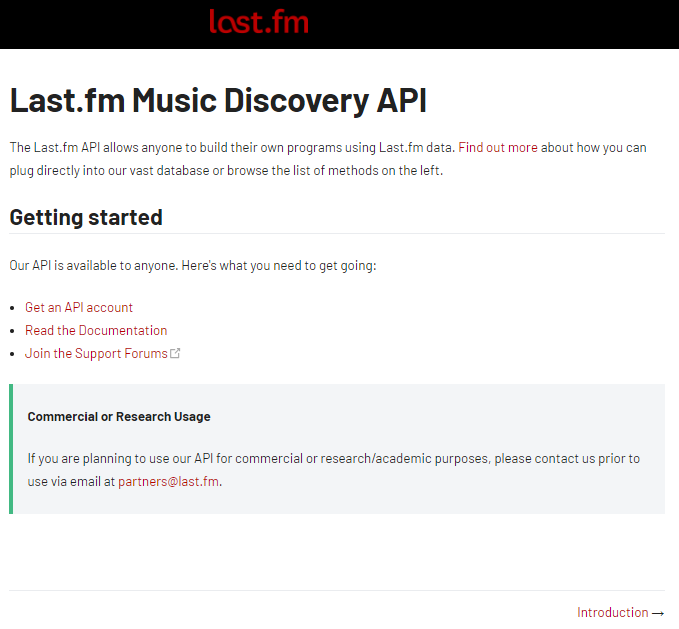 last.fm
Last.fm Music Discovery API
The Last.fm API allows anyone to build their own programs using Last.fm data. Find out more about how you can
plug directly into our vast database or browse the list of methods on the left.
Getting started
Our API is available to anyone. Here's what you need to get going:
• Get an API account
• Read the Documentation
• Join the Support Forums
Commercial or Research Usage
If you are planning to use our API for commercial or research/academic purposes, please contact us prior to
use via email at partners@last.fm.
Introduction →